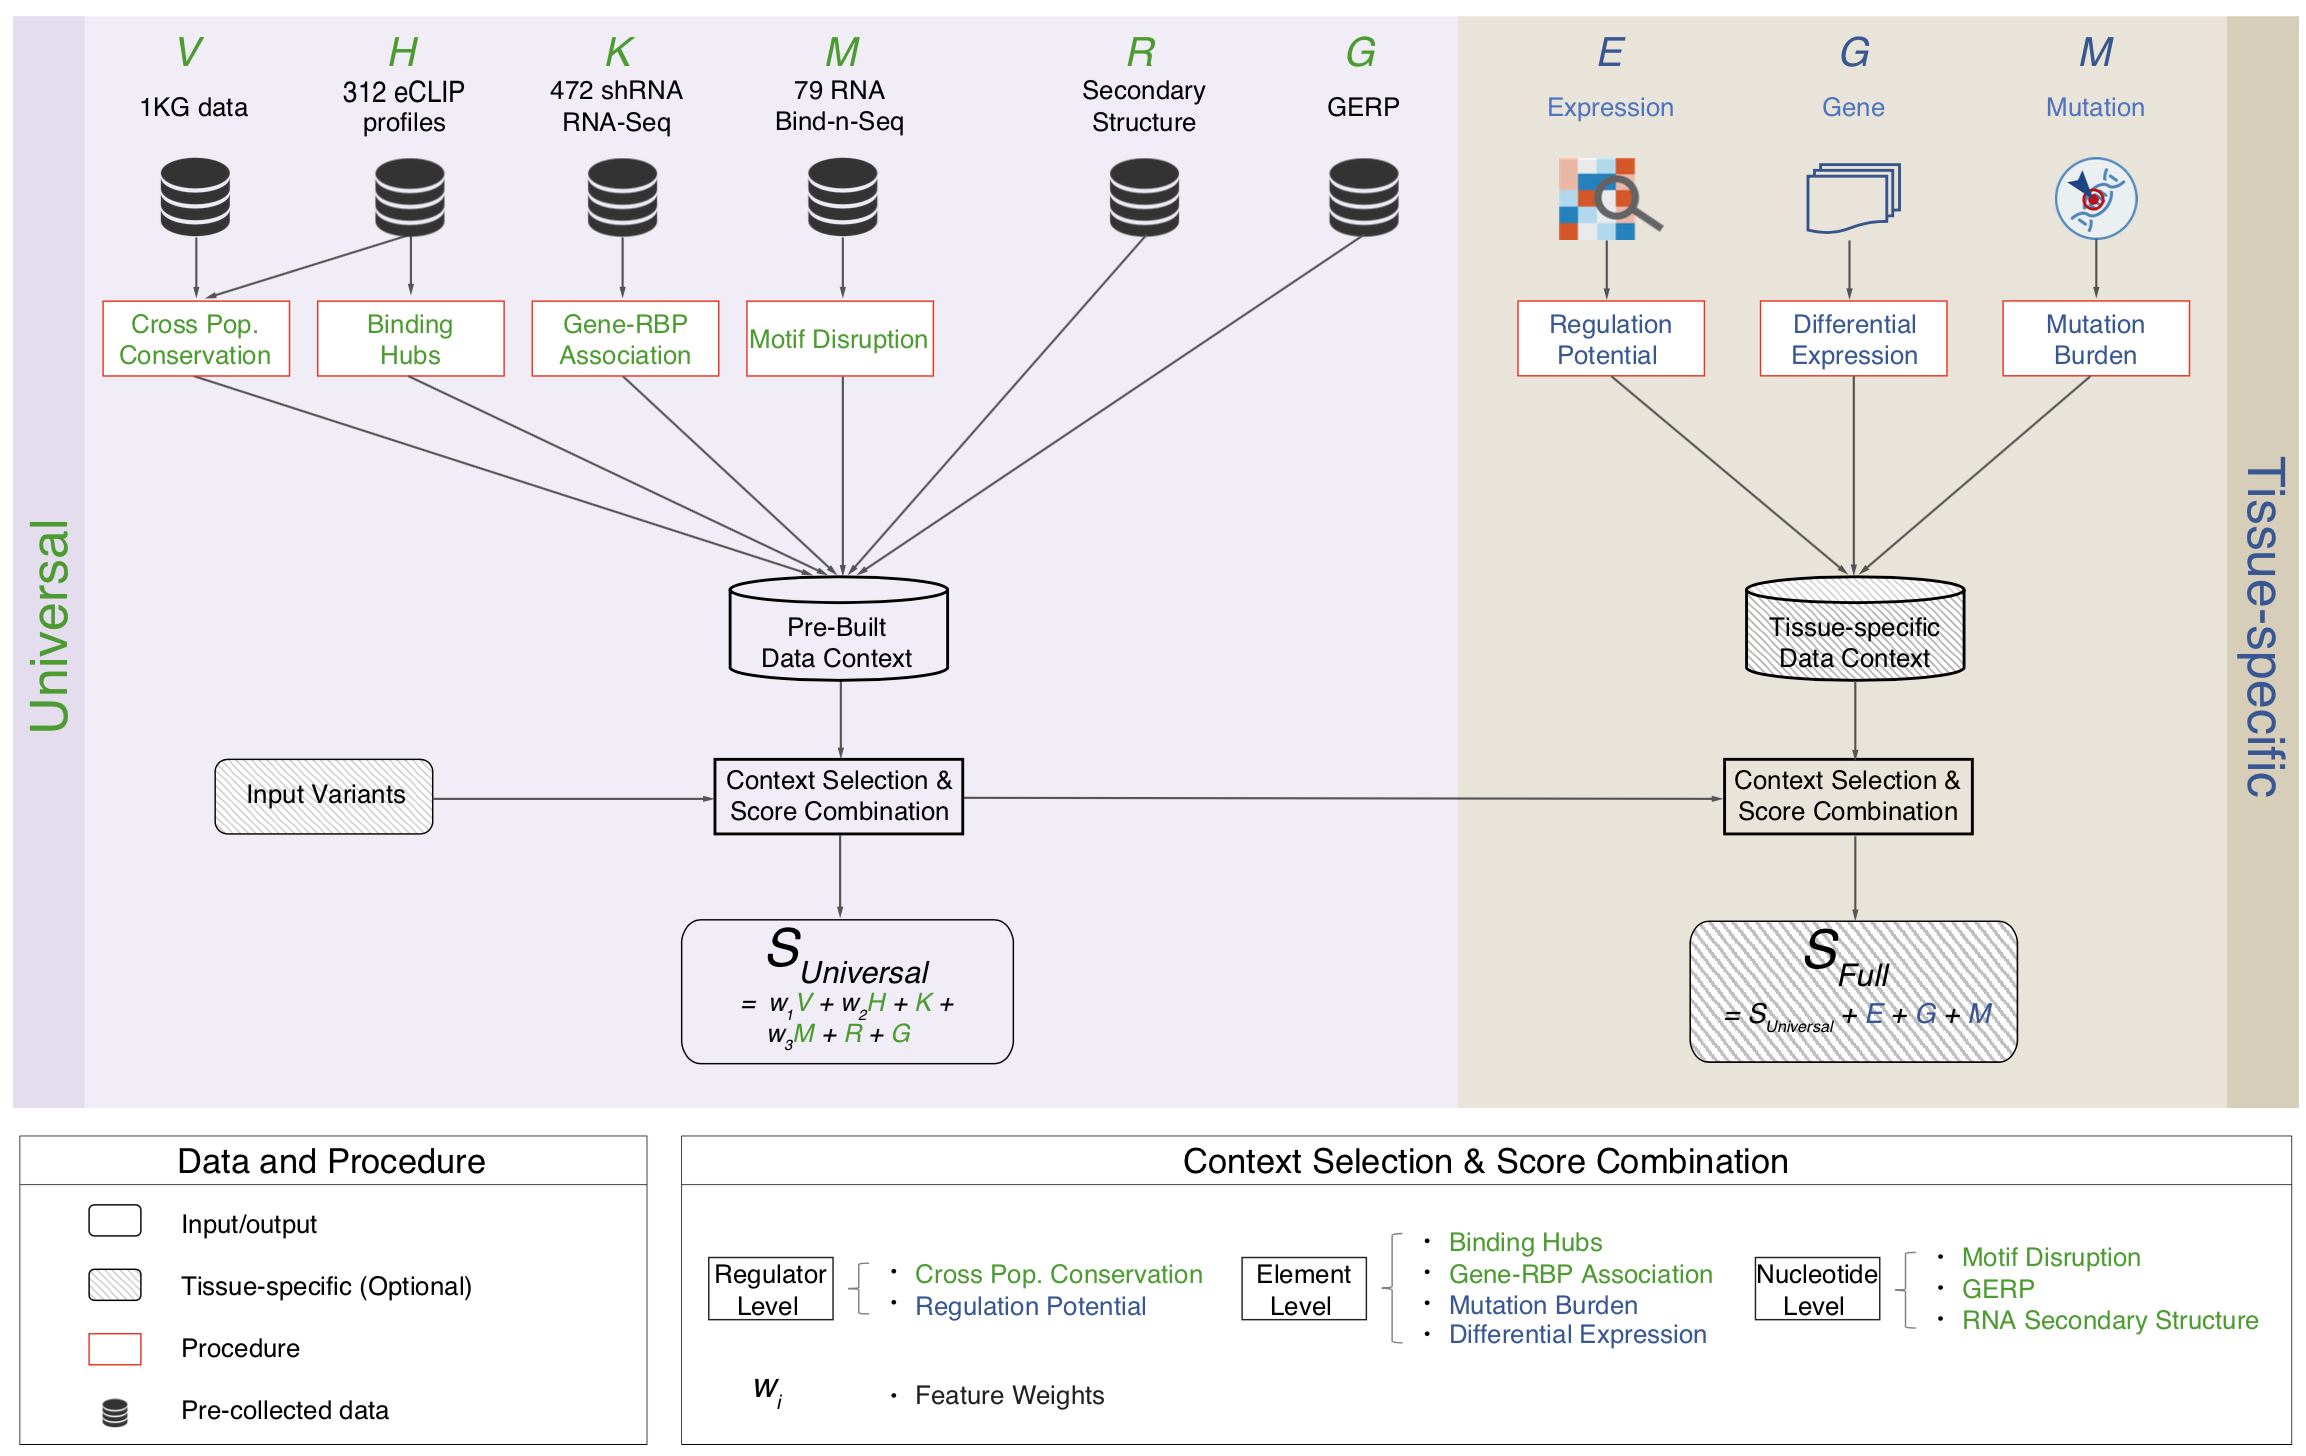 V H K M R G E G M
1KG data
312 eCLIP
profiles
472 shRNA
RNA-Seq
79 RNA
Bind-n-Seq
Secondary
Structure
GERP
Expression
Gene
Mutation
Cross Pop.
Conservation
Binding
Hubs
Gene-RBP
Association
Motif Disruption
Regulation
Potential
Differential
Expression
Mutation
Burden
Universal
Tissue-specific
Pre-Built
Data Context
Tissue-specific
Data Context
Input Variants
Context Selection &
Score Combination
Context Selection &
Score Combination
S Universal
= w1V + w2H + K +
w3M + R + G
S Full
= S Universal + E + G + M
Data and Procedure
Input/output
Tissue-specific (Optional)
Procedure
Pre-collected data
Context Selection & Score Combination
Regulator
Level
· Cross Pop. Conservation
· Regulation Potential
Element
Level
· Binding Hubs
· Gene-RBP Association
· Mutation Burden
· Differential Expression
Nucleotide
Level
· Motif Disruption
· GERP
· RNA Secondary Structure
wi · Feature Weights